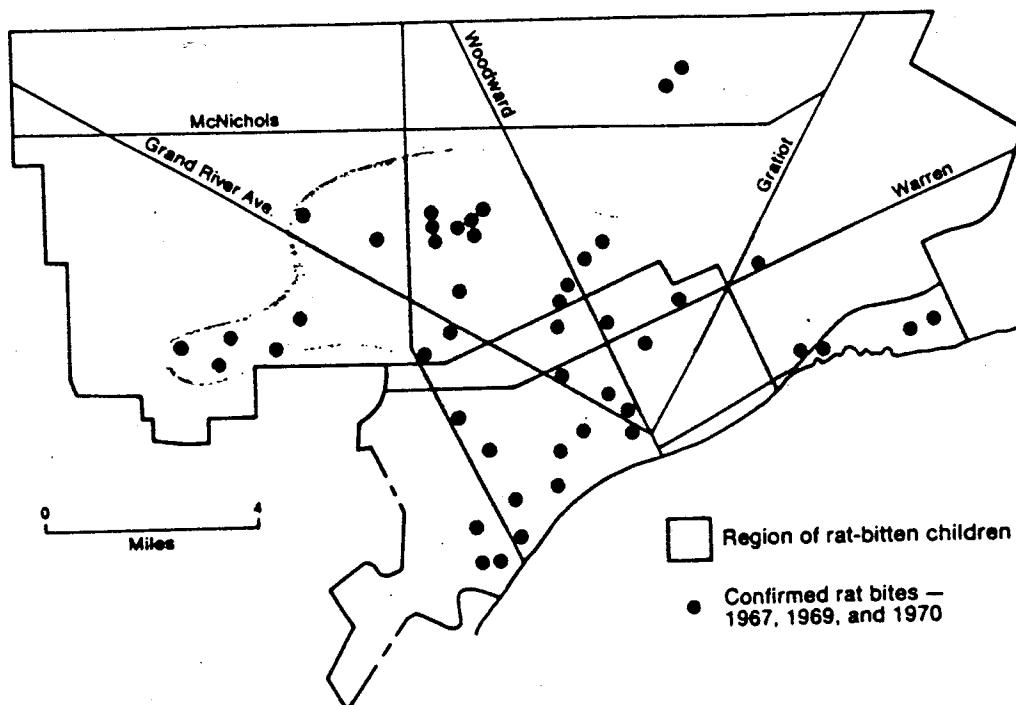 Woodward
McNichols
Grand River Ave.
Gratiot
Warren
0 4
Miles
Region of rat-bitten children
Confirmed rat bites —
1967, 1969, and 1970